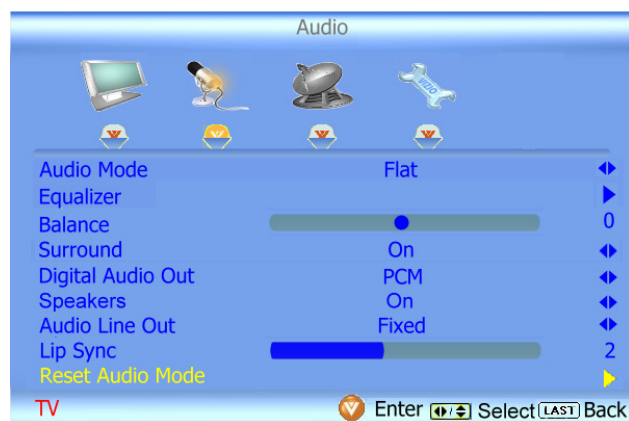 Audio
VIZIO
Audio Mode Flat
Equalizer
Balance 0
Surround On
Digital Audio Out PCM
Speakers On
Audio Line Out Fixed
Lip Sync 2
Reset Audio Mode
TV Enter Select LAST Back